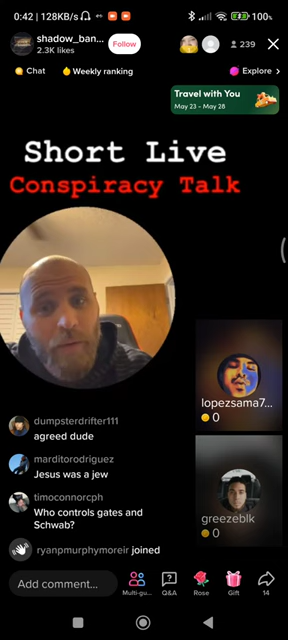 0:42 | 128KB/s
100%
shadow_ban...
2.3K likes
Follow
239
Chat
Weekly ranking
Explore >
Travel with You
May 23 - May 28
Short Live
Conspiracy Talk
lopezsama7...
0
dumpsterdrifter111
agreed dude
marditorodriguez
Jesus was a jew
timoconnorcph
Who controls gates and
Schwab?
greezeblk
0
ryanpmurphymoreir joined
Add comment...
Multi-gu...
Q&A
Rose
Gift
14